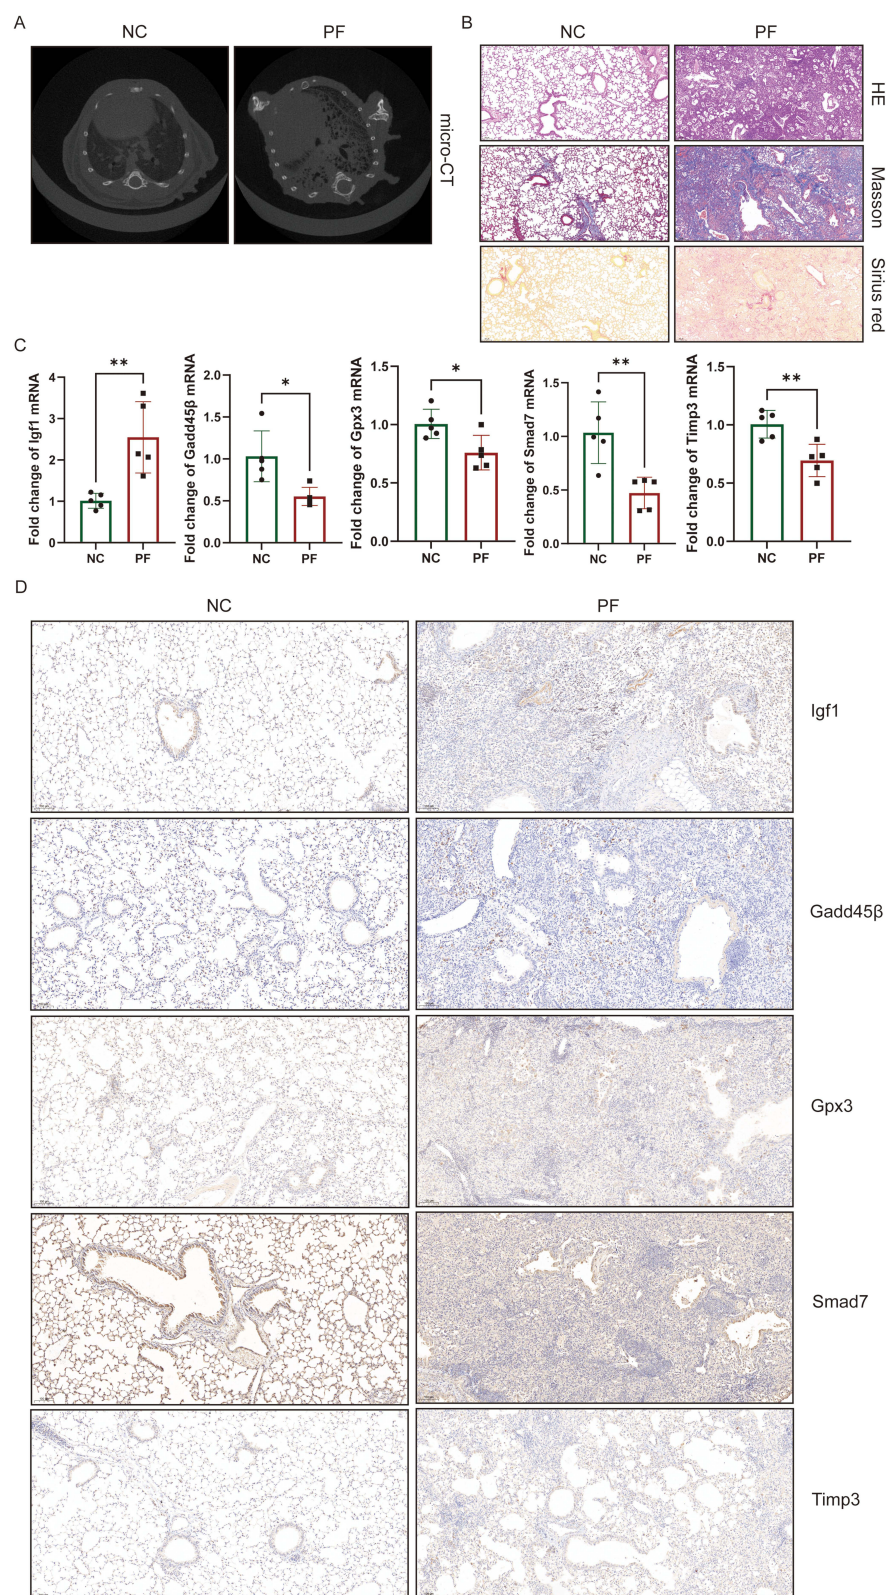 A
NC
PF
micro-CT
B
NC
PF
HE
Masson
Sirius red
C
Fold change of Igf1 mRNA
4
3
2
1
0
**
NC
PF
Fold change of Gadd45β mRNA
2.0
1.5
1.0
0.5
0.0
*
NC
PF
Fold change of Gpx3 mRNA
1.5
1.0
0.5
0.0
*
NC
PF
Fold change of Smad7 mRNA
1.5
1.0
0.5
0.0
**
NC
PF
Fold change of Timp3 mRNA
1.5
1.0
0.5
0.0
**
NC
PF
D
NC
PF
Igf1
Gadd45β
Gpx3
Smad7
Timp3